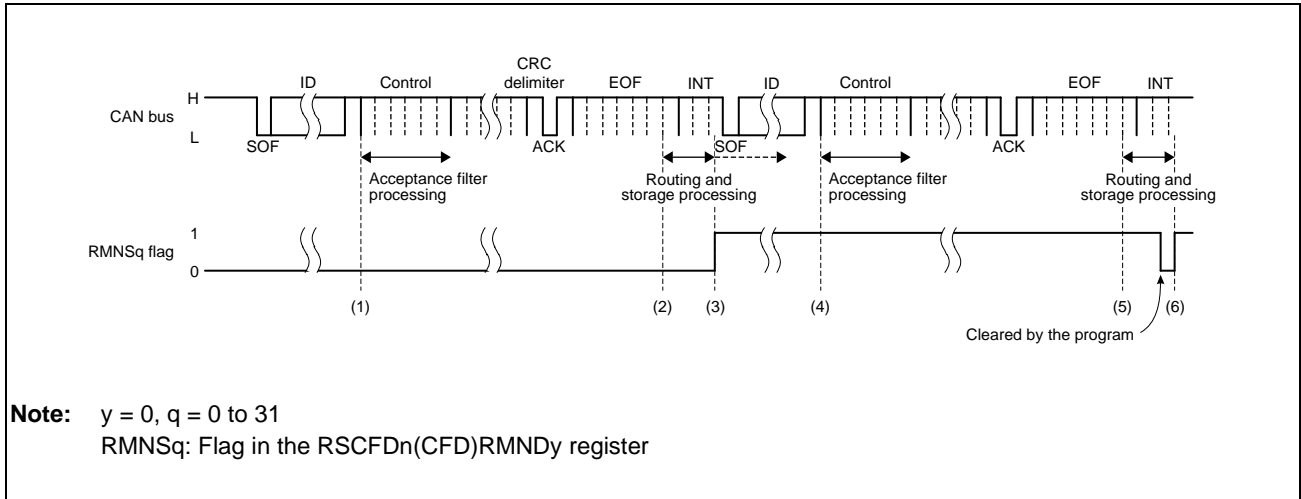 CRC
ID Control delimiter EOF INT ID Control EOF INT
H
CAN bus
L
SOF ACK SOF ACK
Acceptance filter processing
Routing and storage processing
Acceptance filter processing
Routing and storage processing
1
RMNSq flag
0
(1) (2) (3) (4) (5) (6)
Cleared by the program
Note: y = 0, q = 0 to 31
RMNSq: Flag in the RSCFDn(CFD)RMNDy register